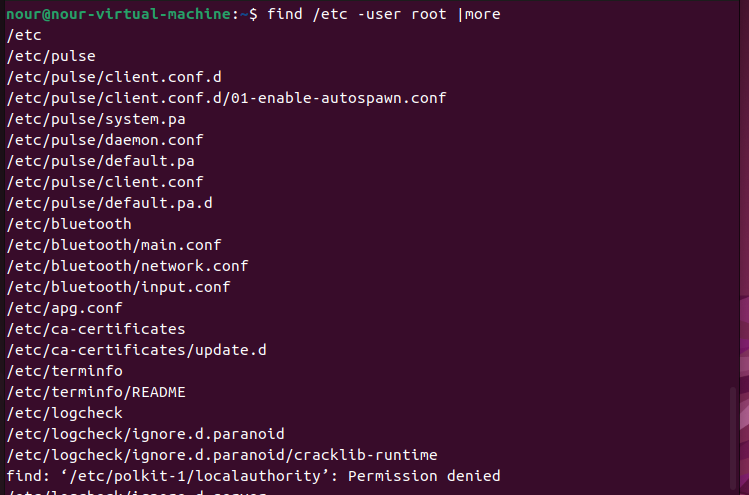 nour@nour-virtual-machine:~$ find /etc -user root |more
/etc
/etc/pulse
/etc/pulse/client.conf.d
/etc/pulse/client.conf.d/01-enable-autospawn.conf
/etc/pulse/system.pa
/etc/pulse/daemon.conf
/etc/pulse/default.pa
/etc/pulse/client.conf
/etc/pulse/default.pa.d
/etc/bluetooth
/etc/bluetooth/main.conf
/etc/bluetooth/network.conf
/etc/bluetooth/input.conf
/etc/apg.conf
/etc/ca-certificates
/etc/ca-certificates/update.d
/etc/terminfo
/etc/terminfo/README
/etc/logcheck
/etc/logcheck/ignore.d.paranoid
/etc/logcheck/ignore.d.paranoid/cracklib-runtime
find: ‘/etc/polkit-1/localauthority’: Permission denied
/etc/logcheck/ignore.d.server